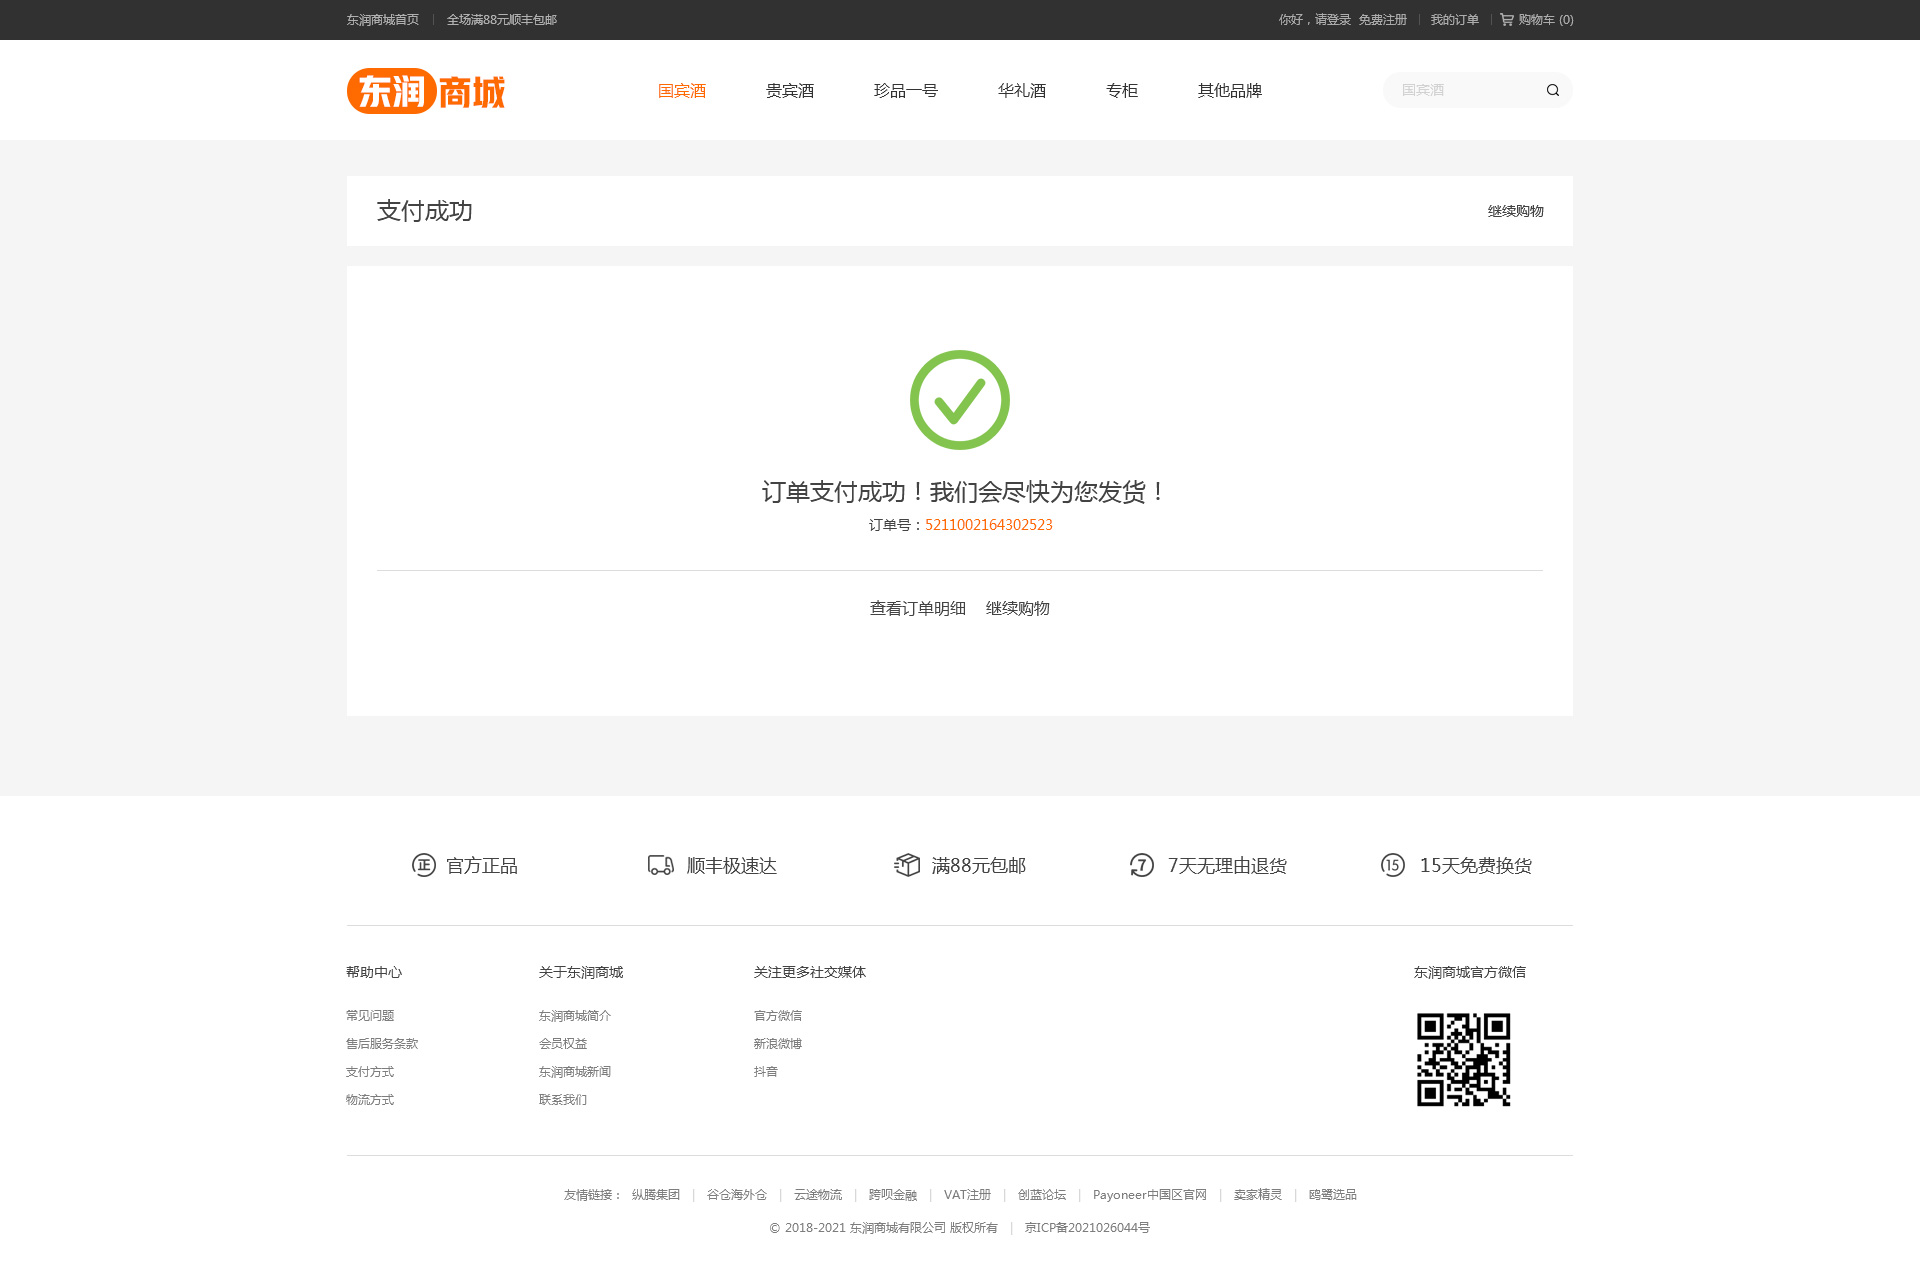 东润商城首页 | 全场满88元顺丰包邮 你好，请登录 免费注册 | 我的订单 | 购物车 (0)
东润商城 国宾酒 贵宾酒 珍品一号 华礼酒 专柜 其他品牌 国宾酒
支付成功 继续购物
订单支付成功！我们会尽快为您发货！
订单号：5211002164302523
查看订单明细 继续购物
正 官方正品 顺丰极速达 满88元包邮 7 7天无理由退货 15 15天免费换货
帮助中心 关于东润商城 关注更多社交媒体 东润商城官方微信
常见问题 东润商城简介 官方微信
售后服务条款 会员权益 新浪微博
支付方式 东润商城新闻 抖音
物流方式 联系我们
友情链接： 纵腾集团 | 谷仓海外仓 | 云途物流 | 跨呗金融 | VAT注册 | 创蓝论坛 | Payoneer中国区官网 | 卖家精灵 | 鸥鹭选品
© 2018-2021 东润商城有限公司 版权所有 | 京ICP备2021026044号